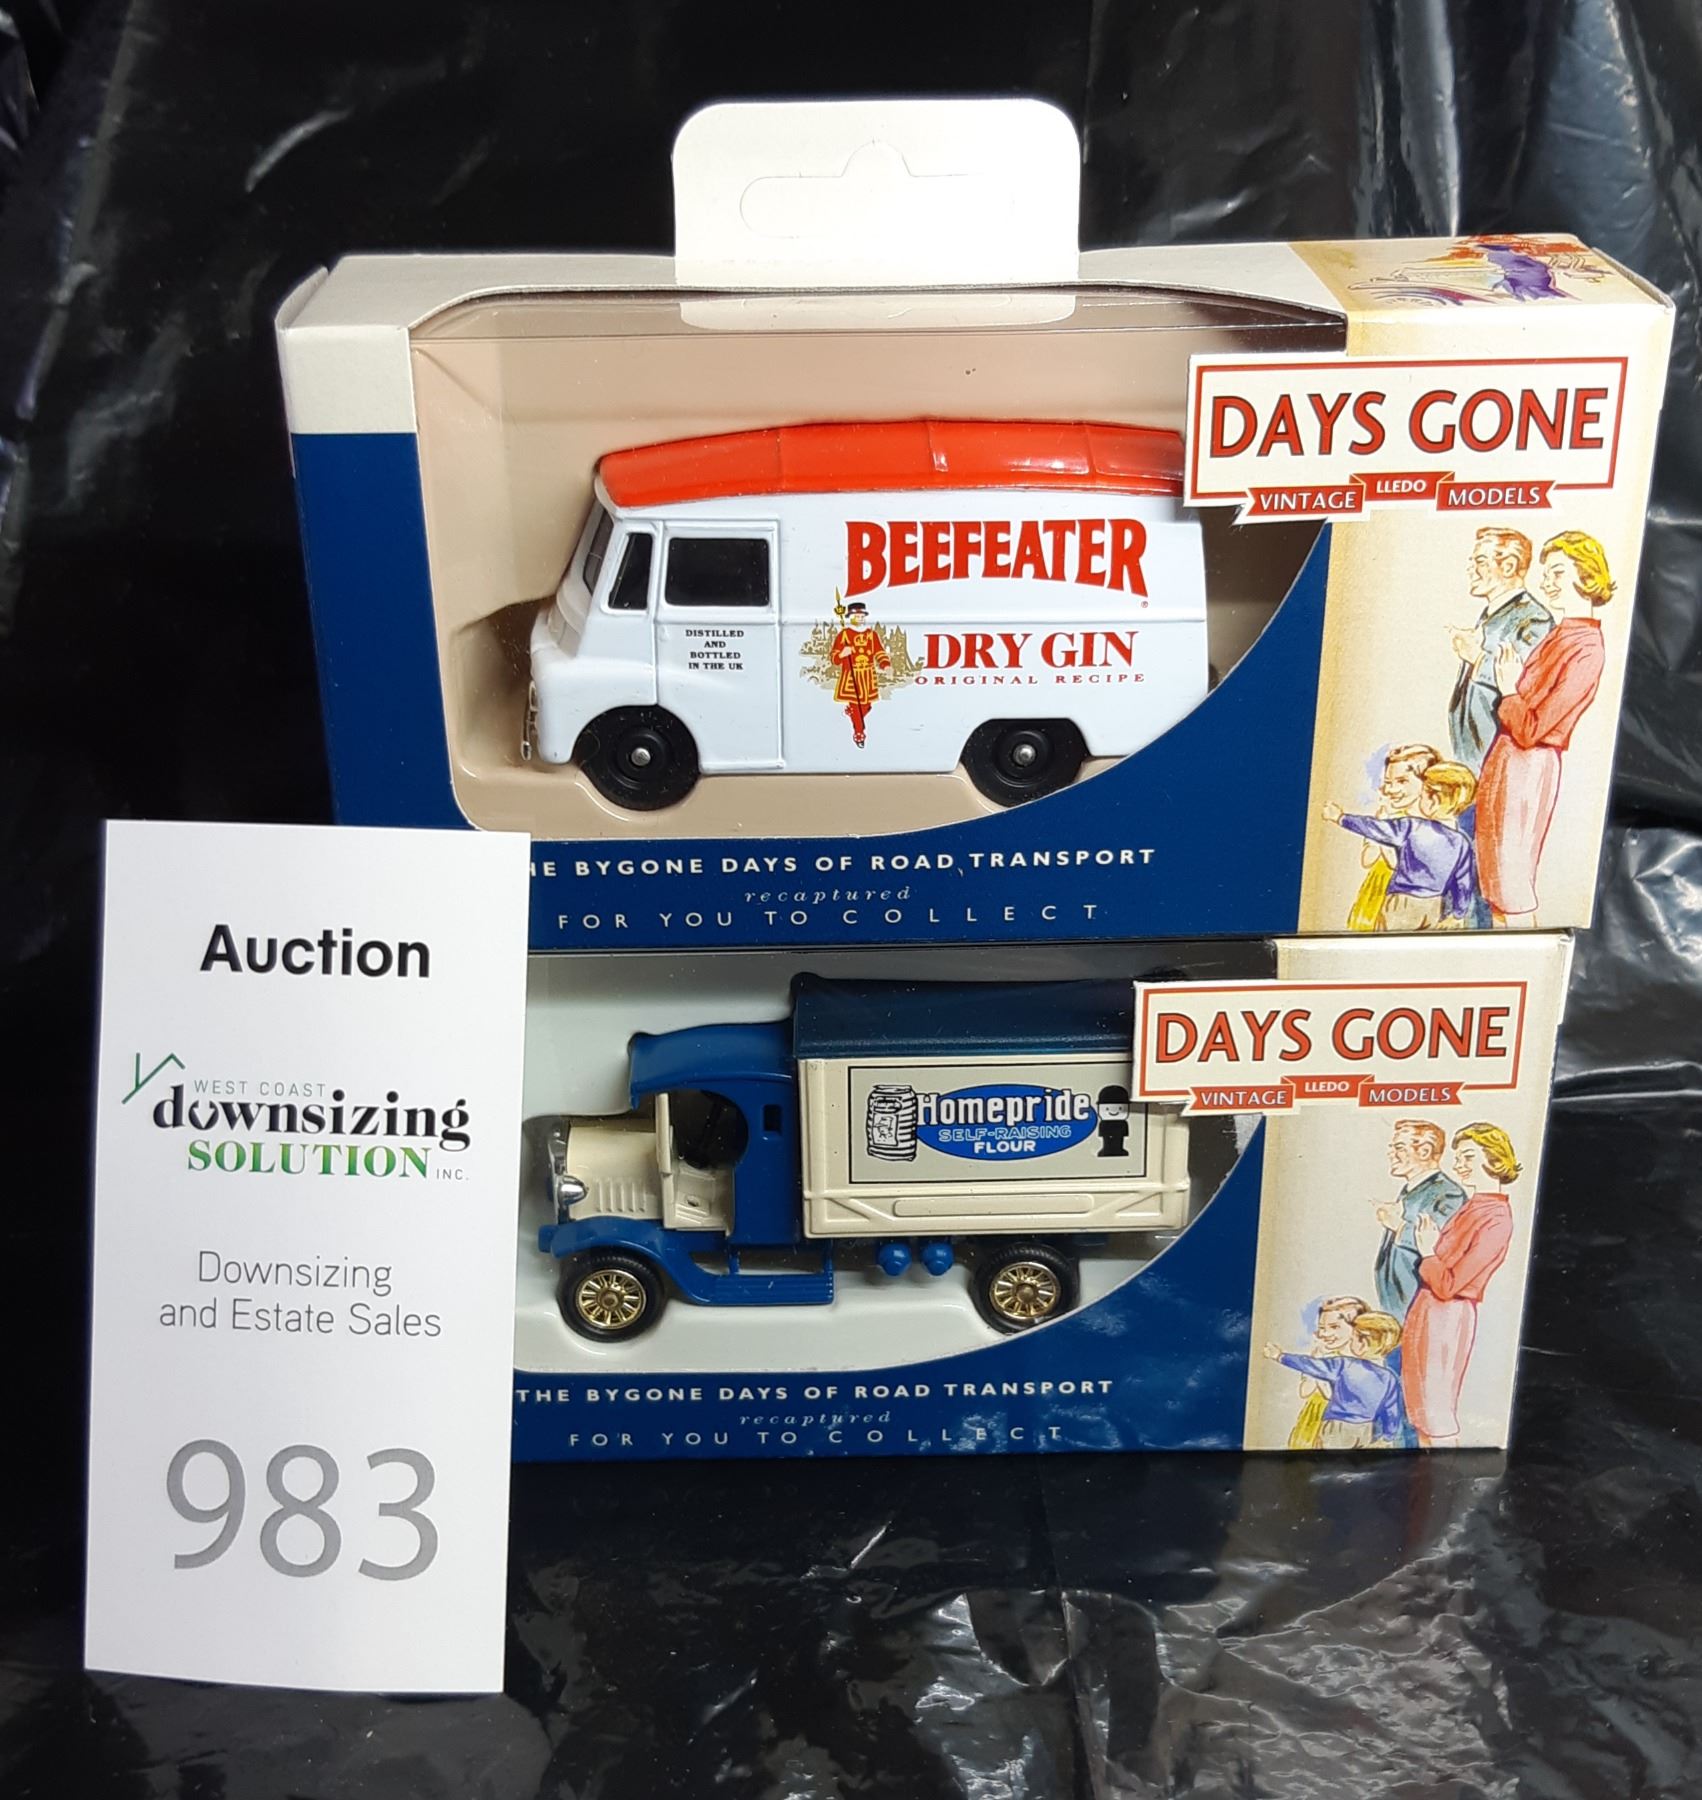 DAYS GONE
VINTAGE LLEDO MODELS
BEEFEATER
®
DRY GIN
ORIGINAL RECIPE
DISTILLED
AND
BOTTLED
IN THE UK
BYGONE DAYS OF ROAD TRANSPORT
recaptured
FOR YOU TO COLLECT
DAYS GONE
VINTAGE LLEDO MODELS
Homepride
SELF-RAISING
FLOUR
THE BYGONE DAYS OF ROAD TRANSPORT
recaptured
FOR YOU TO COLLECT
Auction
WEST COAST
downsizing
SOLUTION INC.
Downsizing
and Estate Sales
983